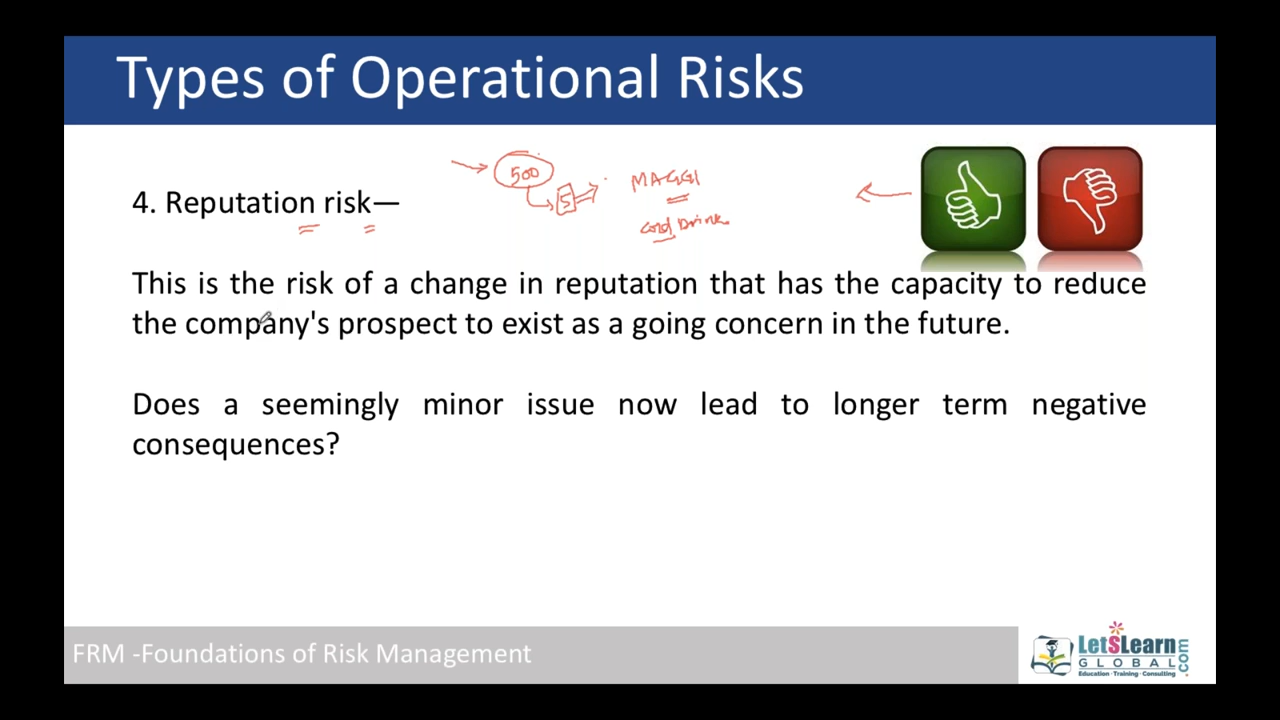 Types of Operational Risks
500
5
MAGGI
4. Reputation risk—
Cold Drink
This is the risk of a change in reputation that has the capacity to reduce
the company's prospect to exist as a going concern in the future.
Does a seemingly minor issue now lead to longer term negative
consequences?
FRM -Foundations of Risk Management
LetSLearn
GLOBAL
.com
Education · Training · Consulting